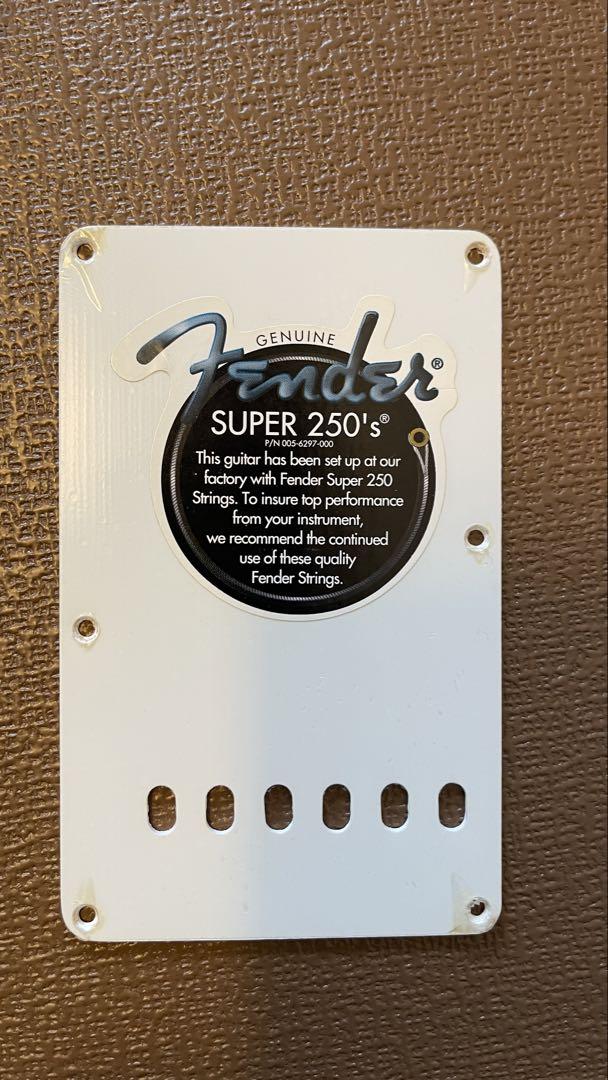 GENUINE
Fender®
SUPER 250's®
P/N 005-6297-000
This guitar has been set up at our
factory with Fender Super 250
Strings. To insure top performance
from your instrument,
we recommend the continued
use of these quality
Fender Strings.